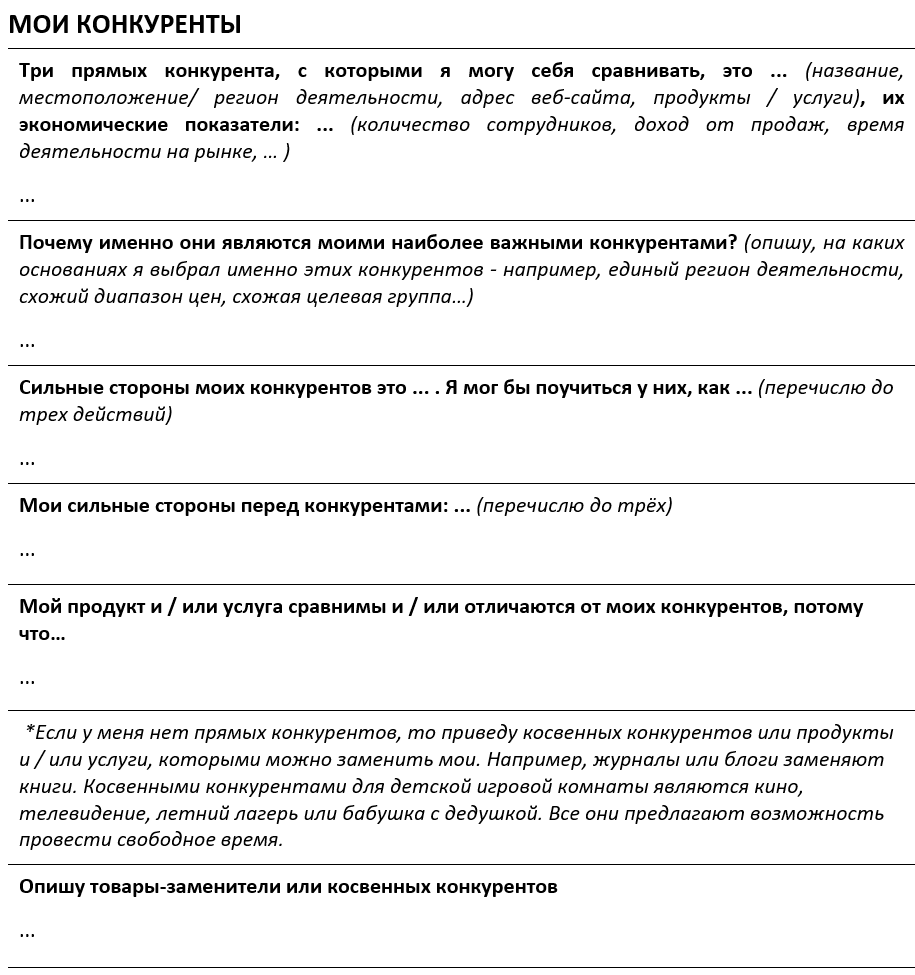 МОИ КОНКУРЕНТЫ
Три прямых конкурента, с которыми я могу себя сравнивать, это ... (название,
местоположение/ регион деятельности, адрес веб-сайта, продукты / услуги), их
экономические показатели: ... (количество сотрудников, доход от продаж, время
деятельности на рынке, ... )
...
Почему именно они являются моими наиболее важными конкурентами? (опишу, на каких
основаниях я выбрал именно этих конкурентов - например, единый регион деятельности,
схожий диапазон цен, схожая целевая группа...)
...
Сильные стороны моих конкурентов это ... . Я мог бы поучиться у них, как ... (перечислю до
трех действий)
...
Мои сильные стороны перед конкурентами: ... (перечислю до трёх)
...
Мой продукт и / или услуга сравнимы и / или отличаются от моих конкурентов, потому
что...
...
*Если у меня нет прямых конкурентов, то приведу косвенных конкурентов или продукты
и / или услуги, которыми можно заменить мои. Например, журналы или блоги заменяют
книги. Косвенными конкурентами для детской игровой комнаты являются кино,
телевидение, летний лагерь или бабушка с дедушкой. Все они предлагают возможность
провести свободное время.
Опишу товары-заменители или косвенных конкурентов
...